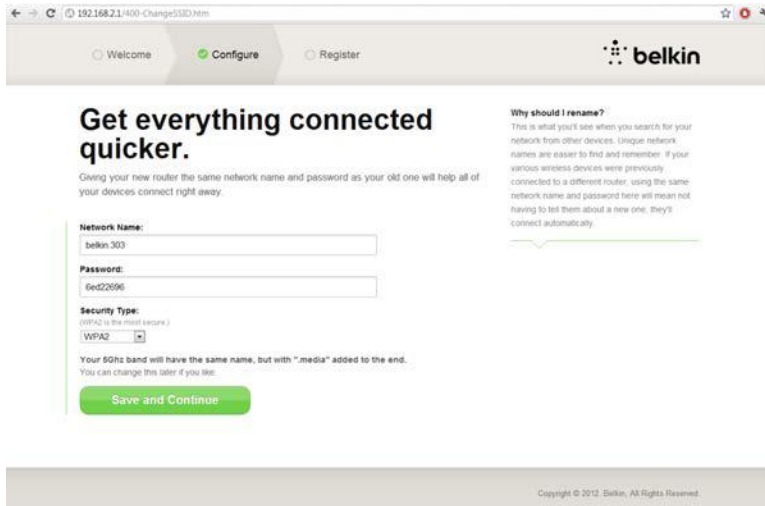 192.168.2.1/400-ChangeSSID.htm
Welcome
Configure
Register
belkin
Get everything connected
quicker.
Giving your new router the same network name and password as your old one will help all of
your devices connect right away.
Network Name:
belkin.303
Password:
6ed22696
Security Type:
(WPA2 is the most secure.)
WPA2
Your 5Ghz band will have the same name, but with ".media" added to the end.
You can change this later if you like.
Save and Continue
Why should I rename?
This is what you'll see when you search for your
network from other devices. Unique network
names are easier to find and remember. If your
various wireless devices were previously
connected to a different router, using the same
network name and password here will mean not
having to tell them about a new one, they'll
connect automatically.
Copyright © 2012. Belkin, All Rights Reserved.